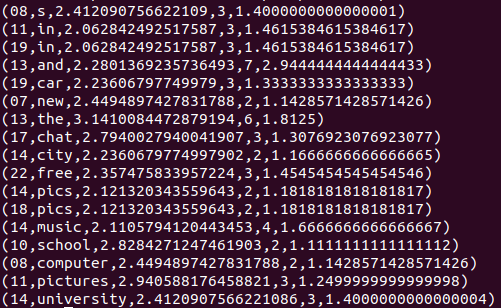 (08,s,2.412090756622109,3,1.4000000000000001)
(11,in,2.062842492517587,3,1.4615384615384617)
(19,in,2.062842492517587,3,1.4615384615384617)
(13,and,2.2801369235736493,7,2.9444444444444433)
(19,car,2.23606797749979,3,1.3333333333333333)
(07,new,2.4494897427831788,2,1.1428571428571426)
(13,the,3.1410084472879194,6,1.8125)
(17,chat,2.7940027940041907,3,1.3076923076923077)
(14,city,2.2360679774997902,2,1.1666666666666665)
(22,free,2.357475833957224,3,1.4545454545454546)
(14,pics,2.121320343559643,2,1.1818181818181817)
(18,pics,2.121320343559643,2,1.1818181818181817)
(14,music,2.1105794120443453,4,1.6666666666666667)
(10,school,2.8284271247461903,2,1.1111111111111112)
(08,computer,2.4494897427831788,2,1.1428571428571426)
(11,pictures,2.940588176458821,3,1.2499999999999998)
(14,university,2.4120907566221086,3,1.4000000000000004)